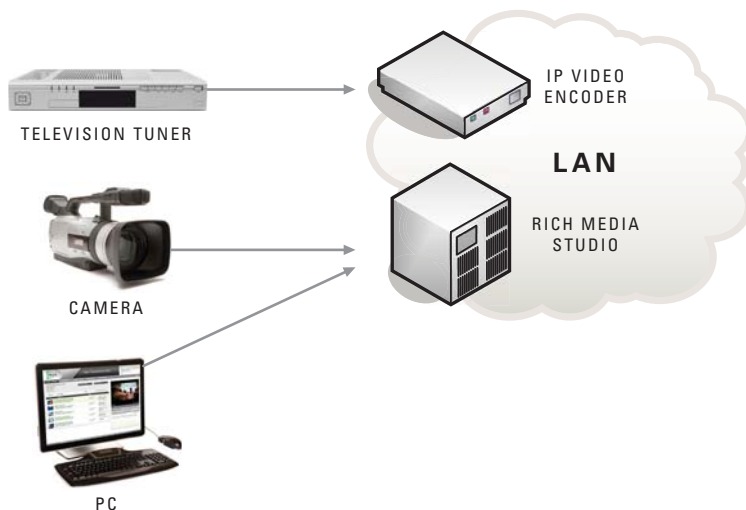 TELEVISION TUNER
IP VIDEO
ENCODER
LAN
CAMERA
RICH MEDIA
STUDIO
PC